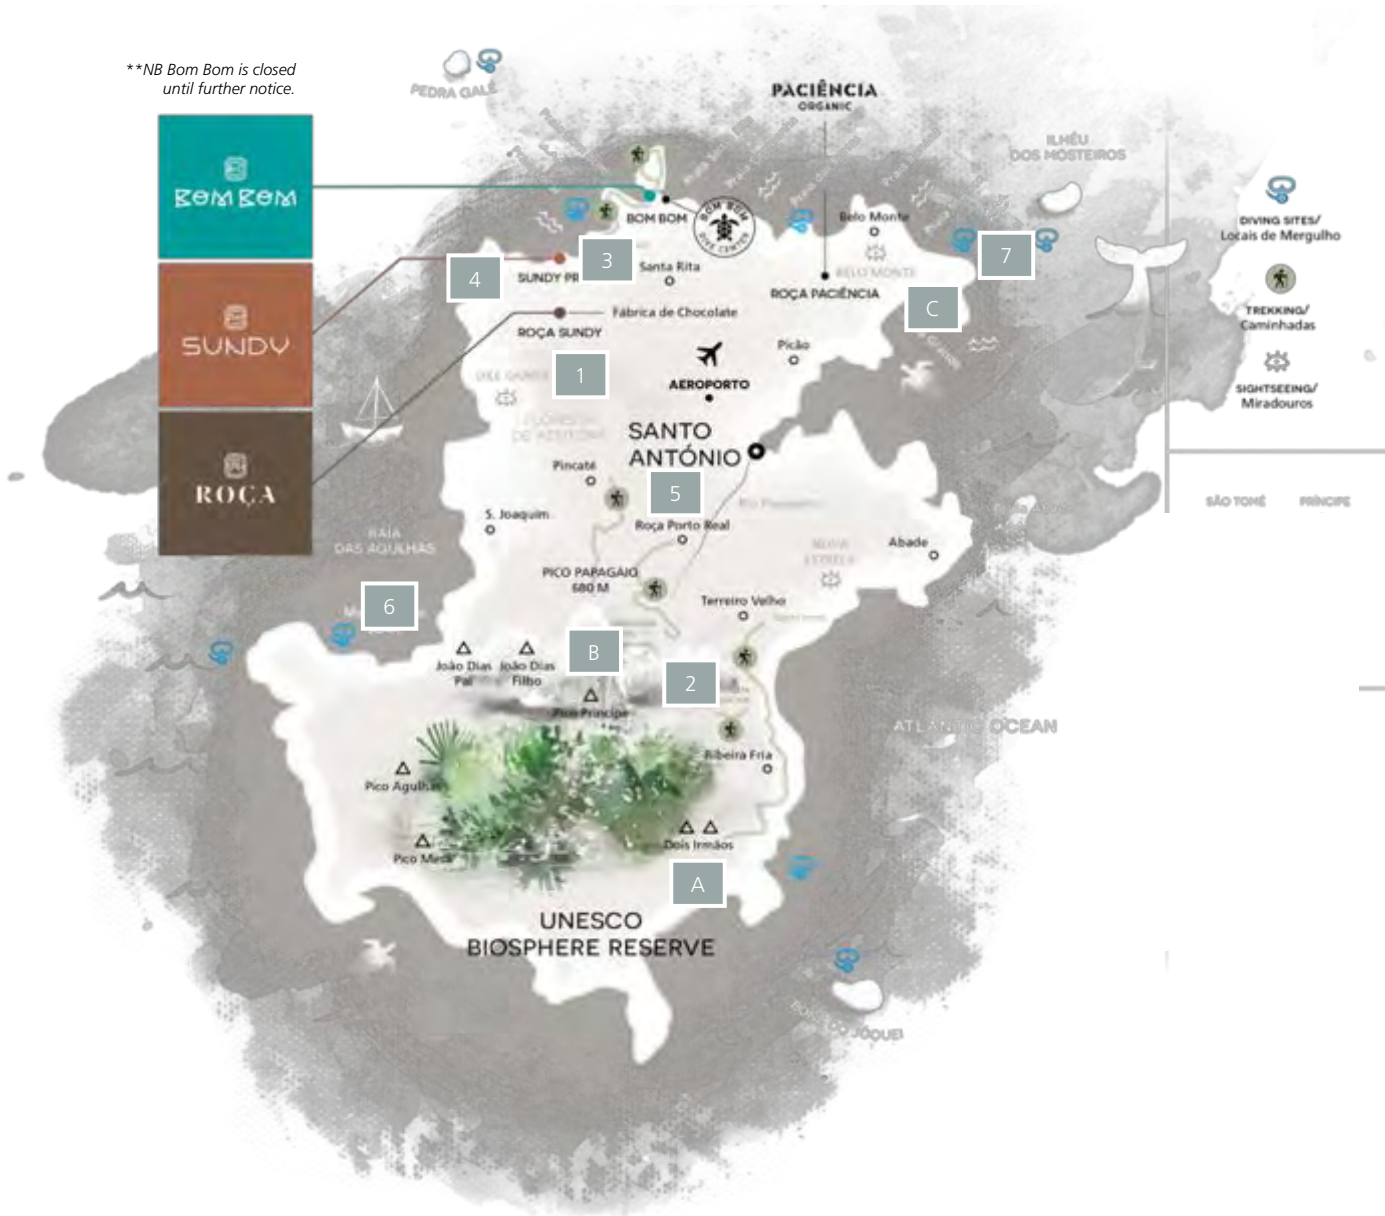 **NB Bom Bom is closed
until further notice.
BOM BOM
SUNDY
ROÇA
PEDRA GALÉ
PACIÊNCIA
ORGANIC
ILHÉU
DOS MOSTEIROS
BOM BOM
BOM BOM
DIVE CENTER
Belo Monte
BELO MONTE
7
3
4
SUNDY PR
Santa Rita
ROÇA PACIÊNCIA
C
ROÇA SUNDY
Fábrica de Chocolate
1
Picão
AEROPORTO
SANTO
ANTÓNIO
Pincaté
5
S. Joaquim
Roça Porto Real
Abade
BAIA
DAS AGULHAS
PICO PAPAGAIO
680 M
6
Terreiro Velho
B
2
João Dias
Pai
João Dias
Filho
Pico Príncipe
Ribeira Fria
Pico Agulhas
Pico Mesa
Dois Irmãos
A
ATLANTIC OCEAN
UNESCO
BIOSPHERE RESERVE
JÓQUEI
DIVING SITES/
Locais de Mergulho
TREKKING/
Caminhadas
SIGHTSEEING/
Miradouros
SÃO TOMÉ
PRÍNCIPE